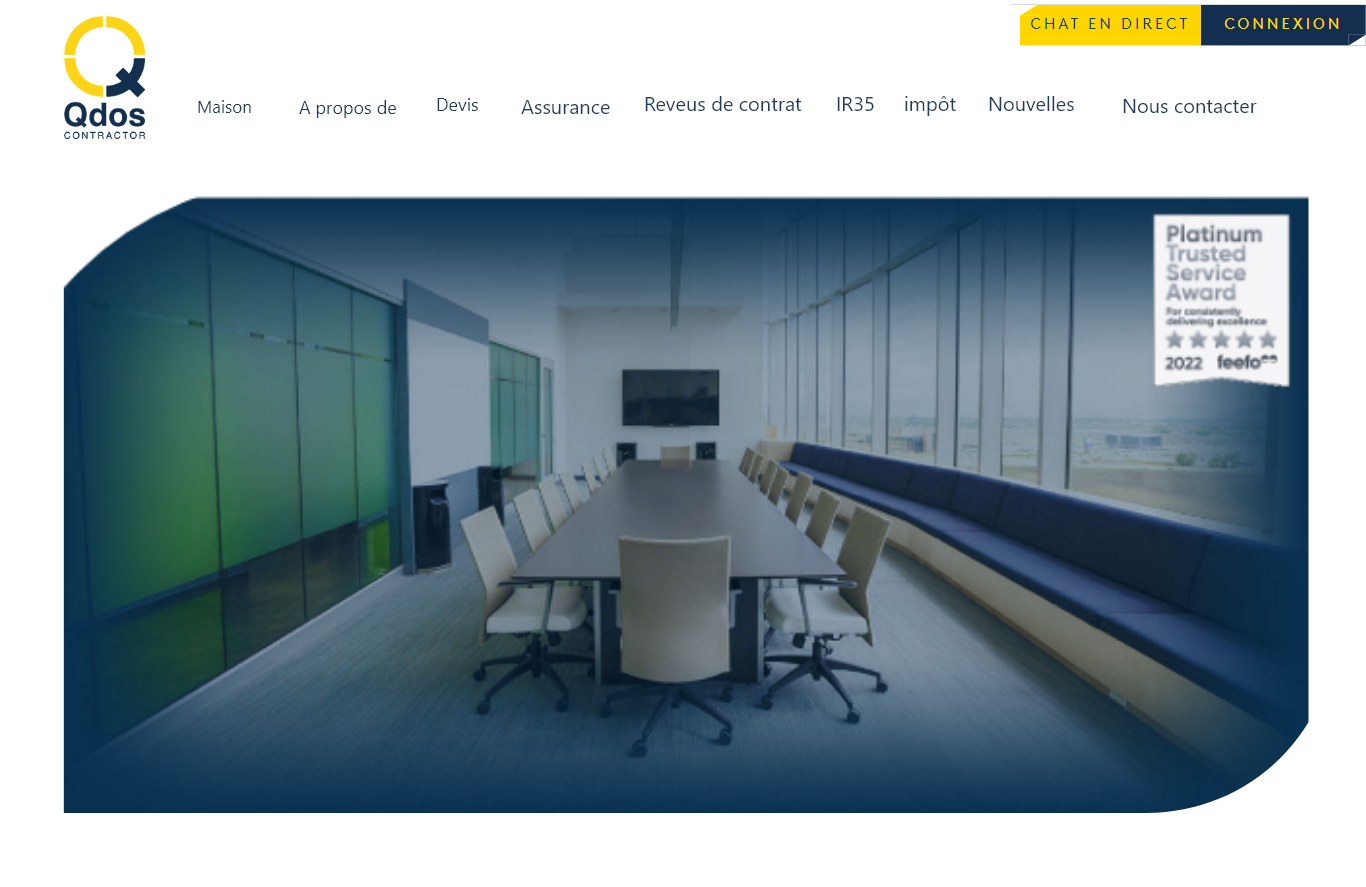 CHAT EN DIRECT
CONNEXION
Qdos
CONTRACTOR
Maison
A propos de
Devis
Assurance
Reveus de contrat
IR35
impôt
Nouvelles
Nous contacter
Platinum
Trusted
Service
Award
For consistently
delivering excellence
2022 feefo